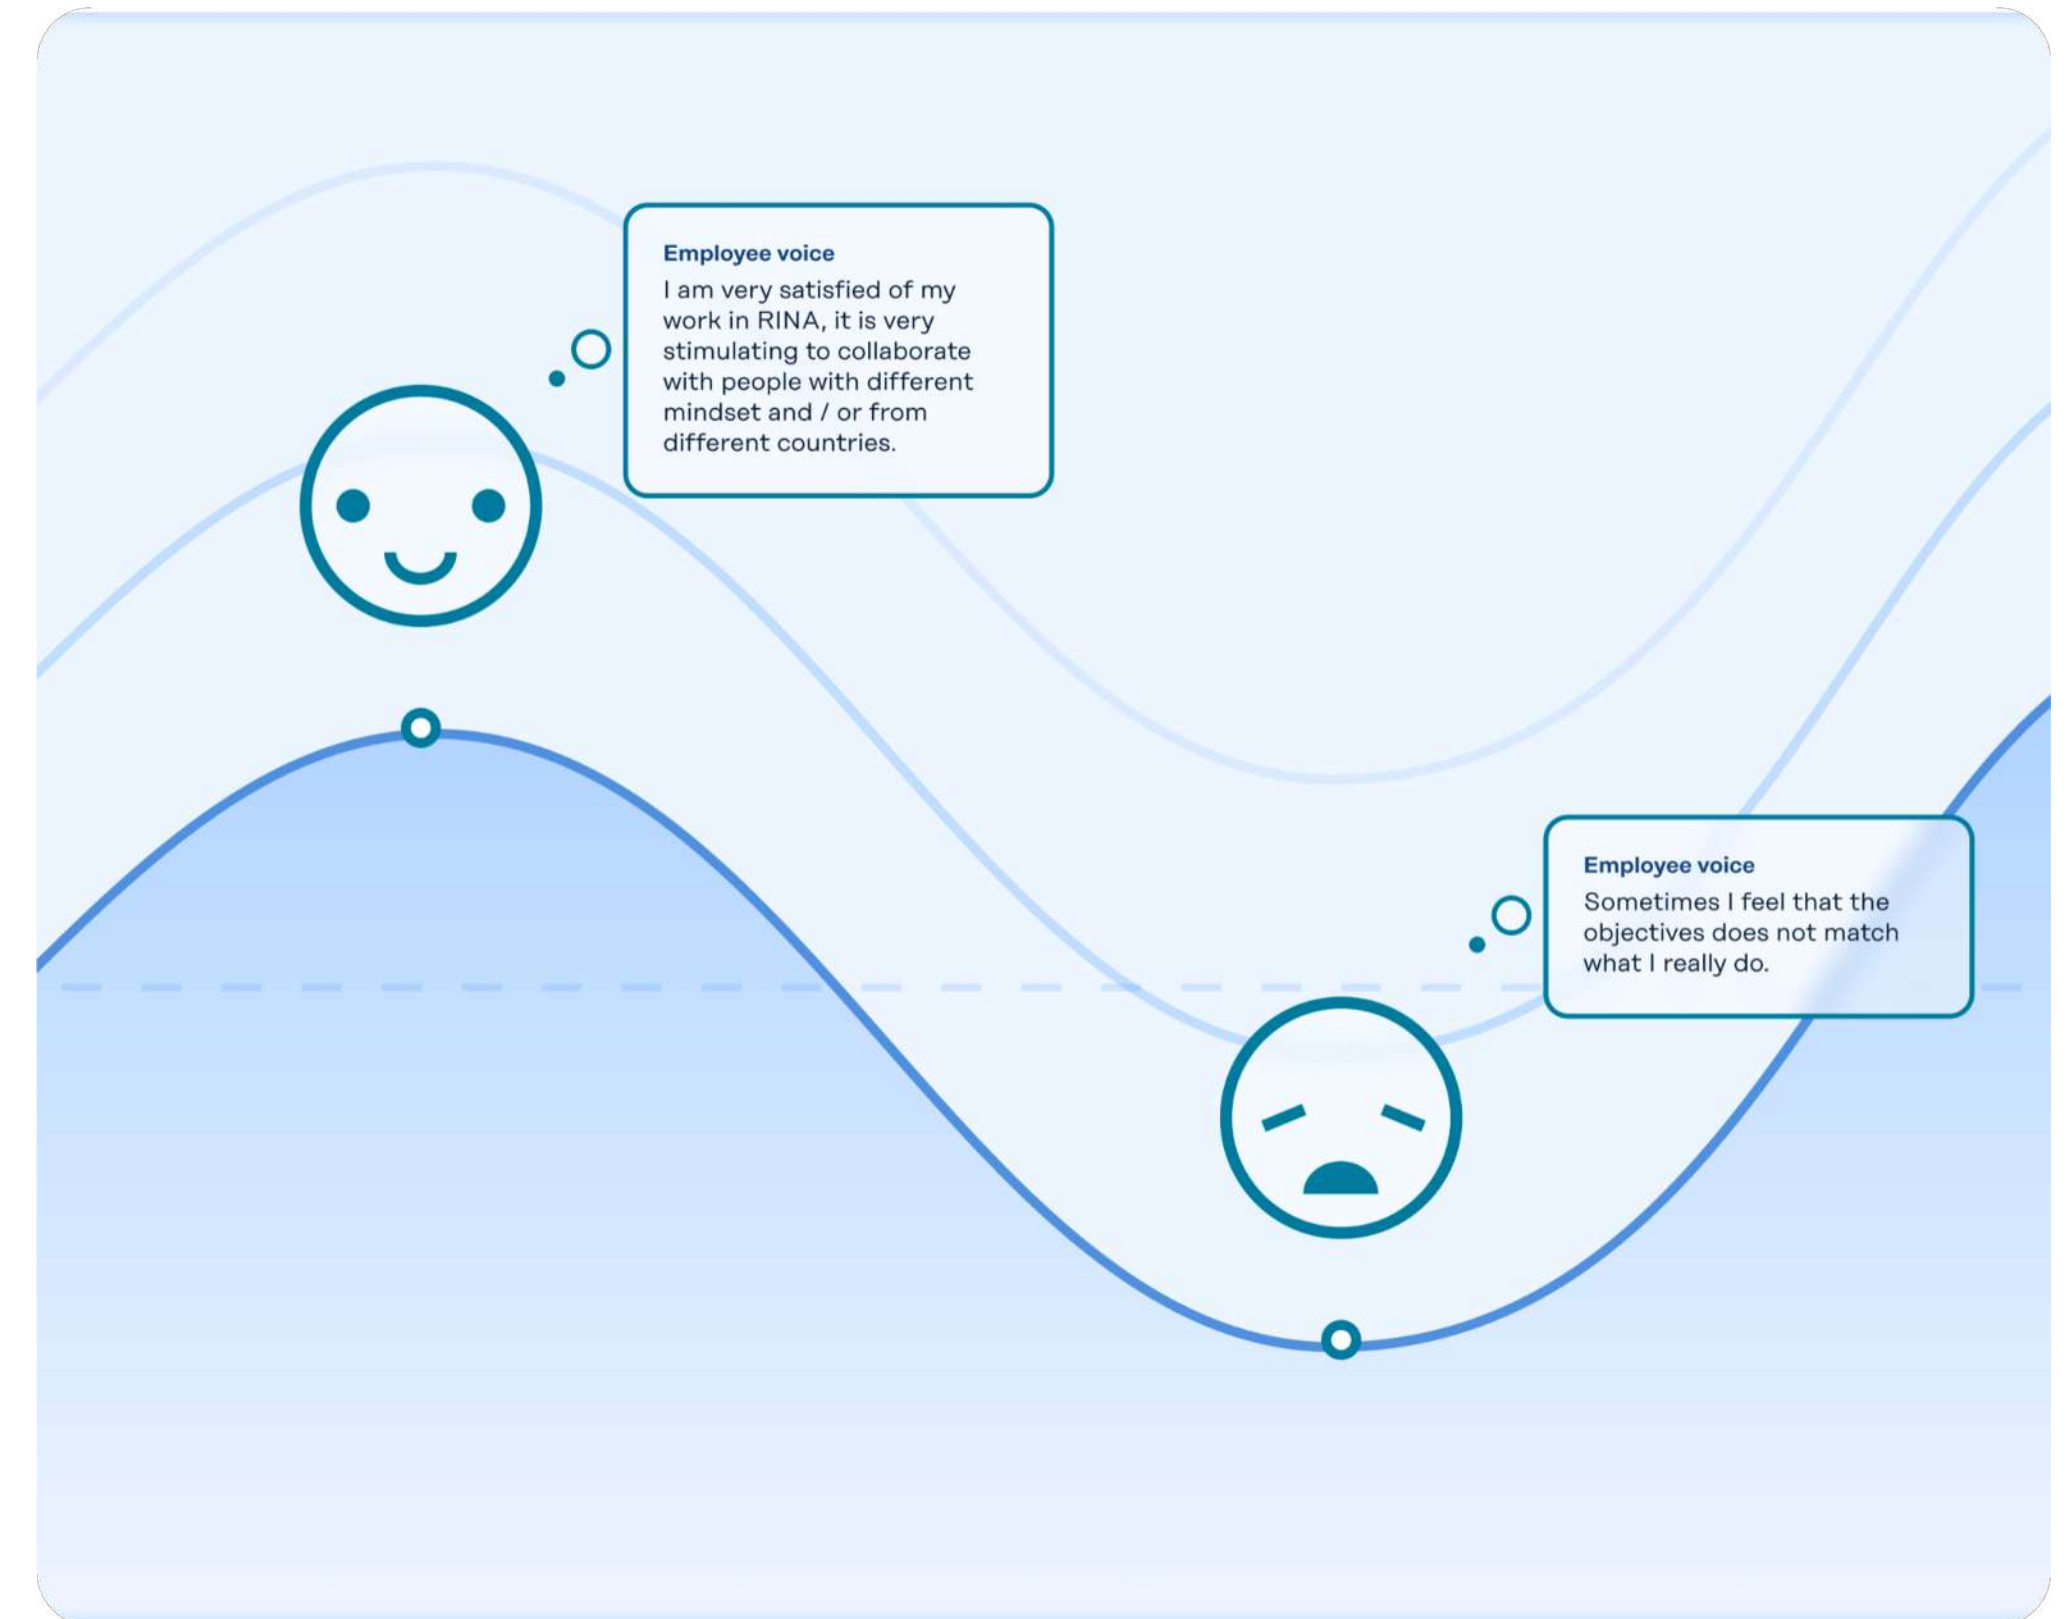 Employee voice
I am very satisfied of my
work in RINA, it is very
stimulating to collaborate
with people with different
mindset and / or from
different countries.
Employee voice
Sometimes I feel that the
objectives does not match
what I really do.